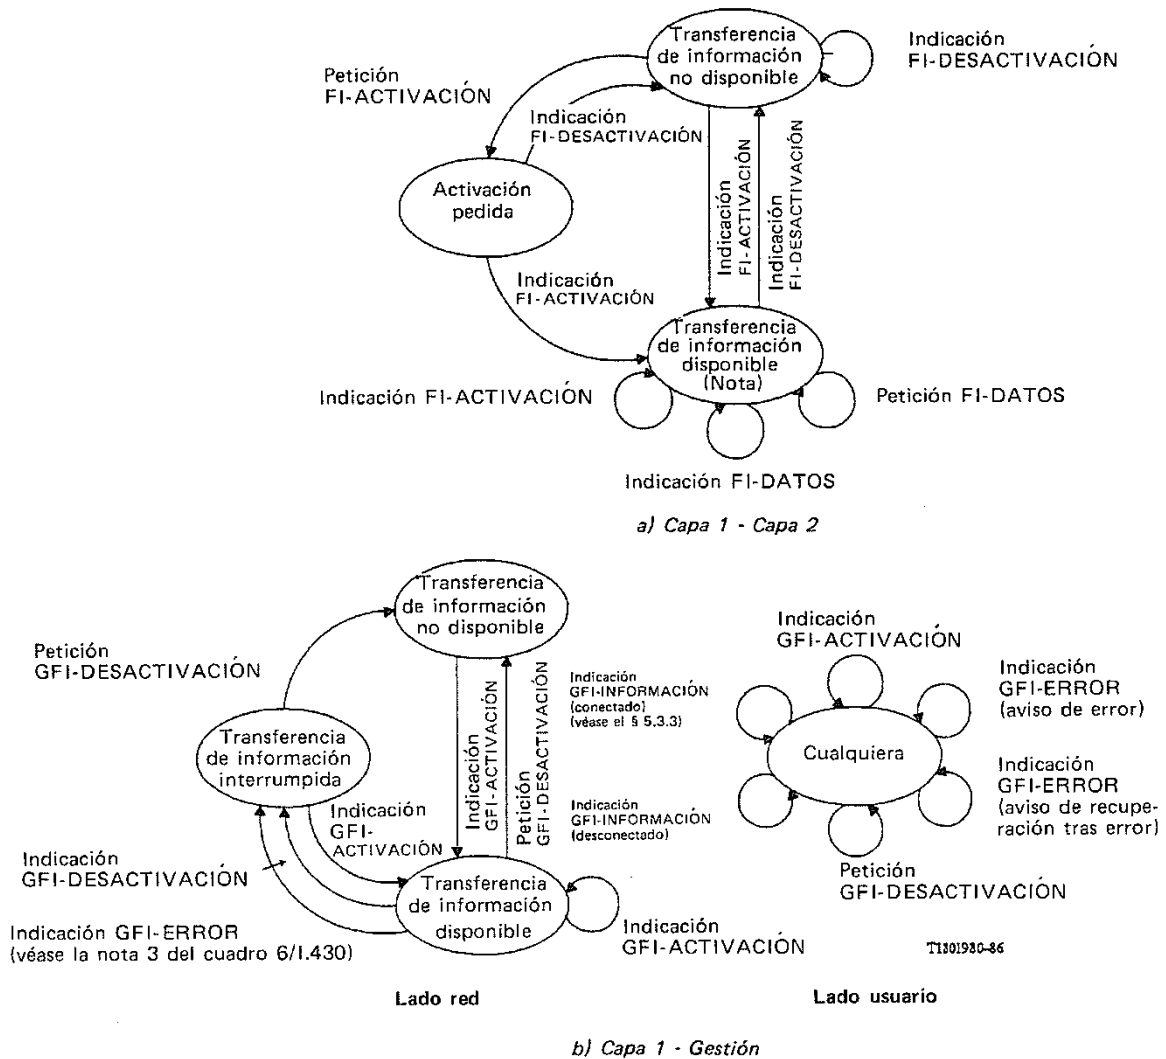 Transferencia
de información
no disponible
Indicación
FI-DESACTIVACIÓN
Petición
FI-ACTIVACIÓN
Indicación
FI-DESACTIVACIÓN
Activación
pedida
Indicación
FI-ACTIVACIÓN
Indicación
FI-DESACTIVACIÓN
Indicación
FI-ACTIVACIÓN
Transferencia
de información
disponible
(Nota)
Indicación FI-ACTIVACIÓN
Petición FI-DATOS
Indicación FI-DATOS
a) Capa 1 - Capa 2
Transferencia
de información
no disponible
Petición
GFI-DESACTIVACIÓN
Transferencia
de información
interrumpida
Indicación
GFI-ACTIVACIÓN
Petición
GFI-DESACTIVACIÓN
Indicación
GFI-
ACTIVACIÓN
Indicación
GFI-DESACTIVACIÓN
Indicación GFI-ERROR
(véase la nota 3 del cuadro 6/I.430)
Transferencia
de información
disponible
Indicación
GFI-ACTIVACIÓN
Lado red
Indicación
GFI-INFORMACIÓN
(conectado)
(véase el § 5.3.3)
Indicación
GFI-INFORMACIÓN
(desconectado)
Indicación
GFI-ACTIVACIÓN
Cualquiera
Indicación
GFI-ERROR
(aviso de error)
Indicación
GFI-ERROR
(aviso de recupe-
ración tras error)
Petición
GFI-DESACTIVACIÓN
T1801980-86
Lado usuario
b) Capa 1 - Gestión